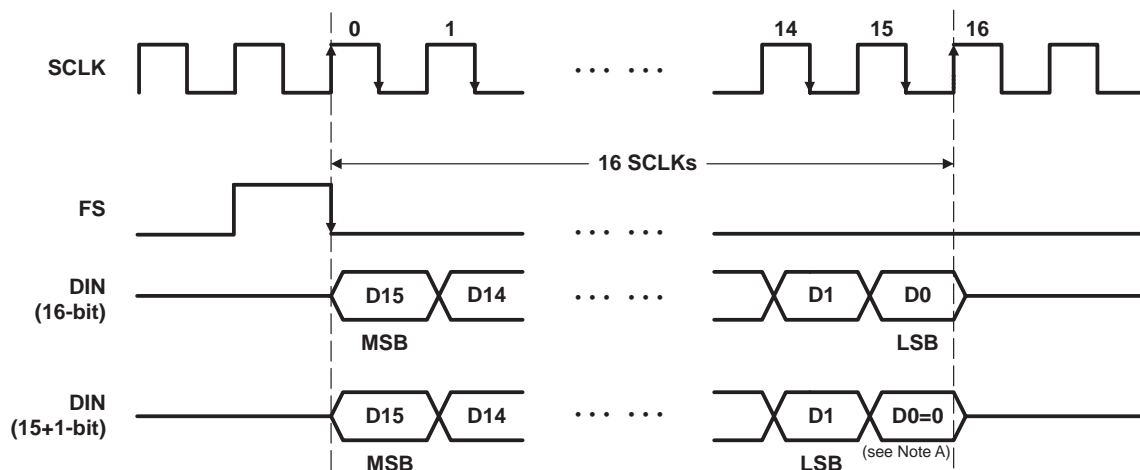 0 1 14 15 16
SCLK ... ... 
16 SCLKs
FS ... ...
DIN
(16-bit)
D15 D14 ... ... D1 D0
MSB LSB
DIN
(15+1-bit)
D15 D14 ... ... D1 D0=0
MSB LSB (see Note A)